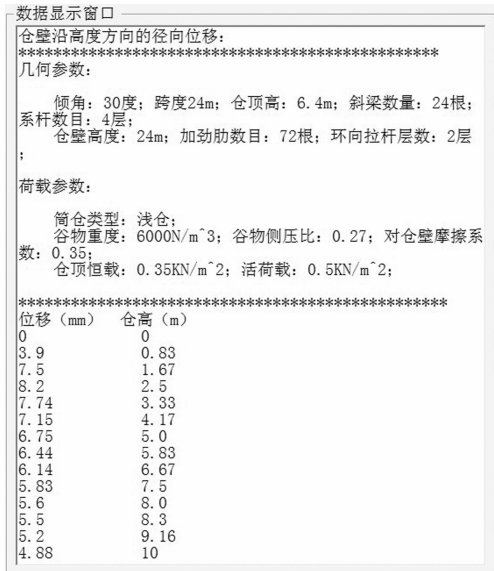 数据显示窗口
仓壁沿高度方向的径向位移:
************************************************
几何参数:
倾角: 30度; 跨度24m; 仓顶高: 6.4m; 斜梁数量: 24根;
系杆数目: 4层;
仓壁高度: 24m; 加劲肋数目: 72根; 环向拉杆层数: 2层
;
荷载参数:
筒仓类型: 浅仓;
谷物重度: 6000N/m^3; 谷物侧压比: 0.27; 对仓壁摩擦系
数: 0.35;
仓顶恒载: 0.35KN/m^2; 活荷载: 0.5KN/m^2;
*************************************************
位移（mm） 仓高（m）
0 0
3.9 0.83
7.5 1.67
8.2 2.5
7.74 3.33
7.15 4.17
6.75 5.0
6.44 5.83
6.14 6.67
5.83 7.5
5.6 8.0
5.5 8.3
5.2 9.16
4.88 10